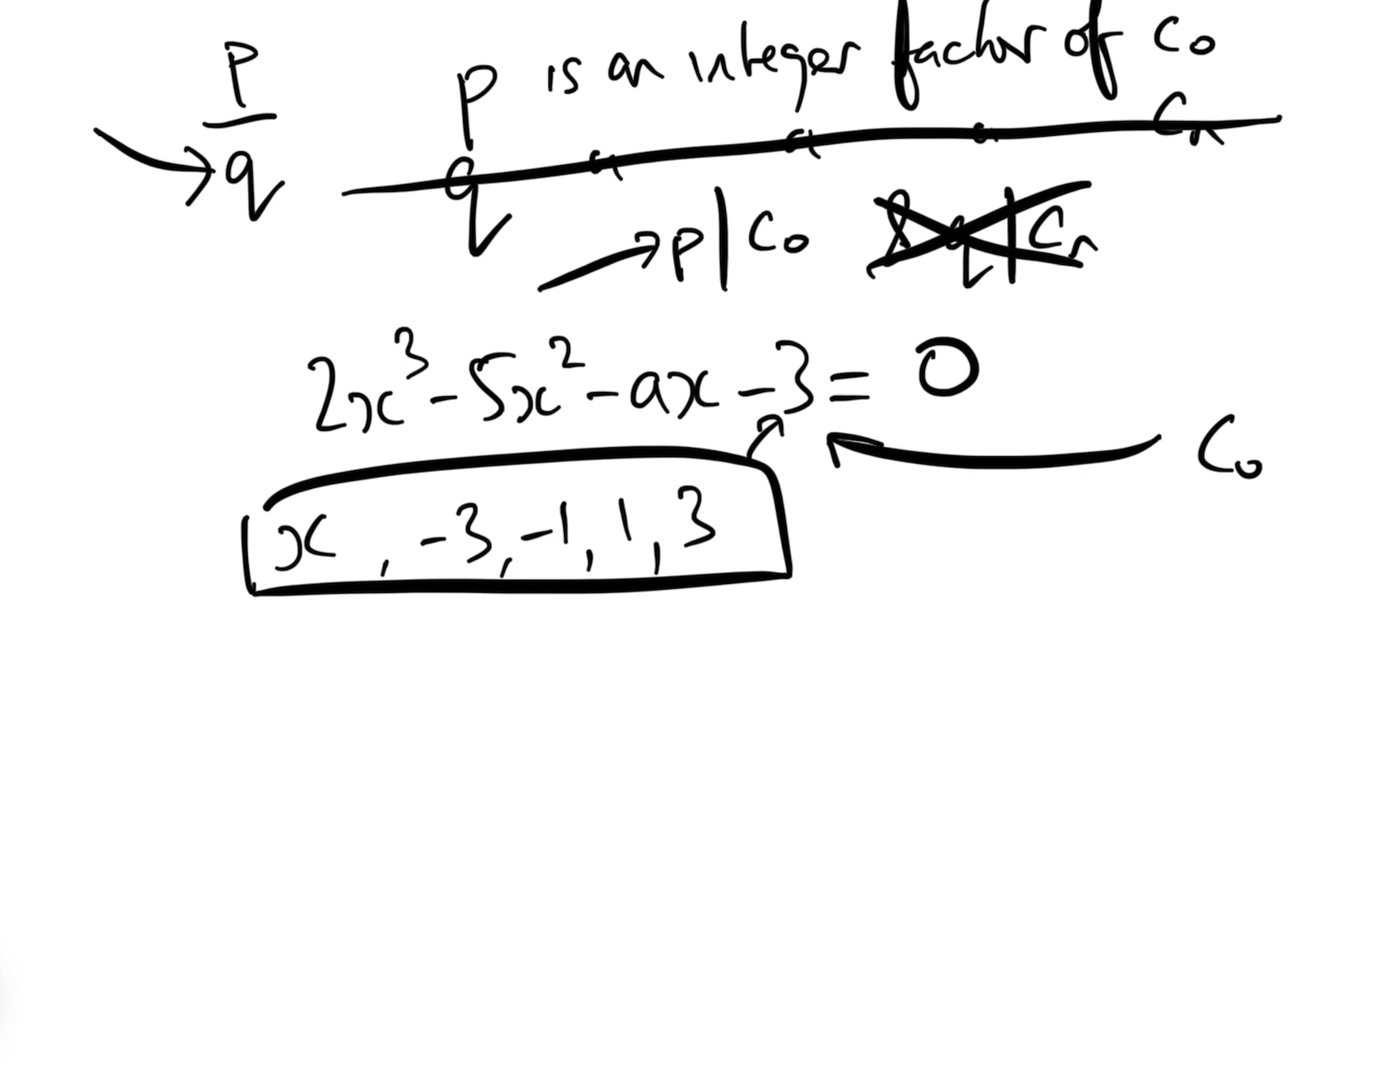 p/q p is an integer factor of C₀
q " " " Cₙ
p|C₀ & q|Cₙ
2x³ - 5x² - ax - 3 = 0
C₀
x, -3, -1, 1, 3